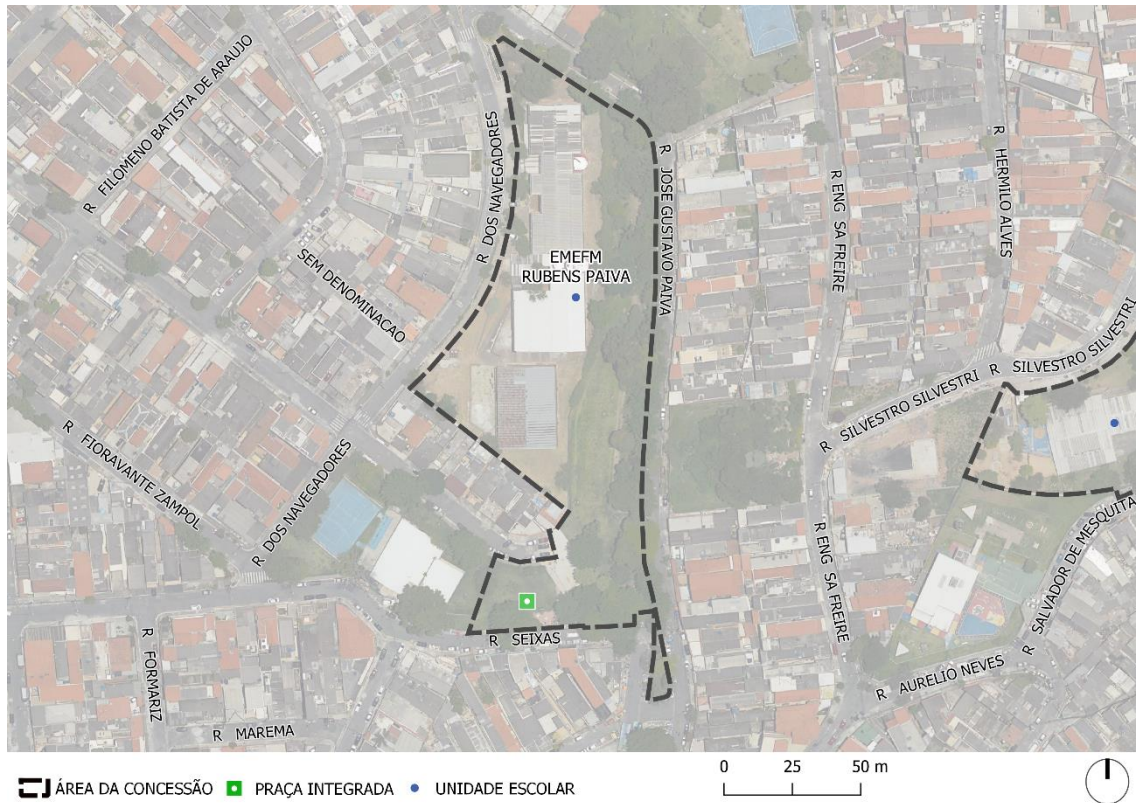 R FILOMENO BATISTA DE ARAUJO
R DOS NAVEGADORES
R JOSE GUSTAVO PAIVA
R ENG SA FREIRE
R HERMILO ALVES
SEM DENOMINACAO
EMEFM
RUBENS PAIVA
R SILVESTRO SILVESTRI
R SILVESTRO SILVESTRI
R FIORAVANTE ZAMPOL
R DOS NAVEGADORES
R SALVADOR DE MESQUITA
R ENG SA FREIRE
R SEIXAS
R FORMARIZ
R AURELIO NEVES
R MAREMA
0 25 50 m
ÁREA DA CONCESSÃO PRAÇA INTEGRADA UNIDADE ESCOLAR